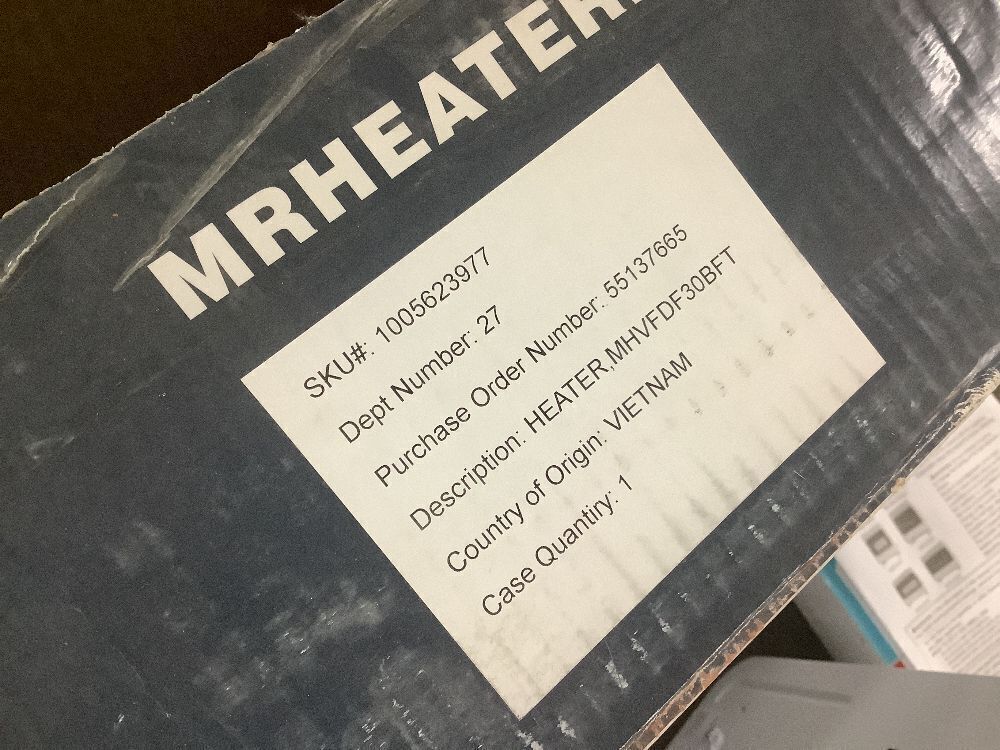 MRHEATER
SKU#: 1005623977
Dept Number: 27
Purchase Order Number: 55137665
Description: HEATER,MHVFDF30BFT
Country of Origin: VIETNAM
Case Quantiry: 1